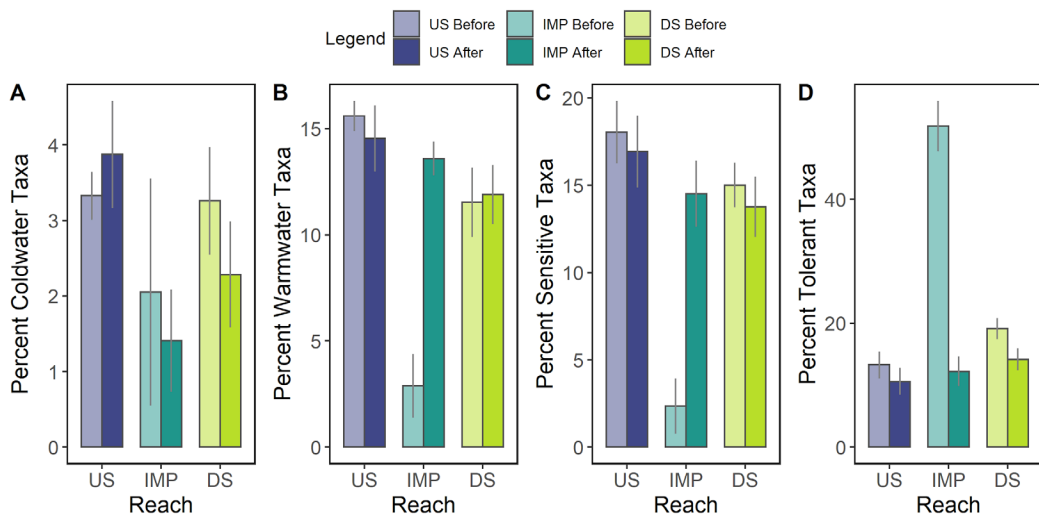 Legend
US Before
IMP Before
DS Before
US After
IMP After
DS After
A
B
C
D
Percent Coldwater Taxa
4
3
2
1
0
US IMP DS
Reach
Percent Warmwater Taxa
15
10
5
0
US IMP DS
Reach
Percent Sensitive Taxa
20
15
10
5
0
US IMP DS
Reach
Percent Tolerant Taxa
40
20
0
US IMP DS
Reach